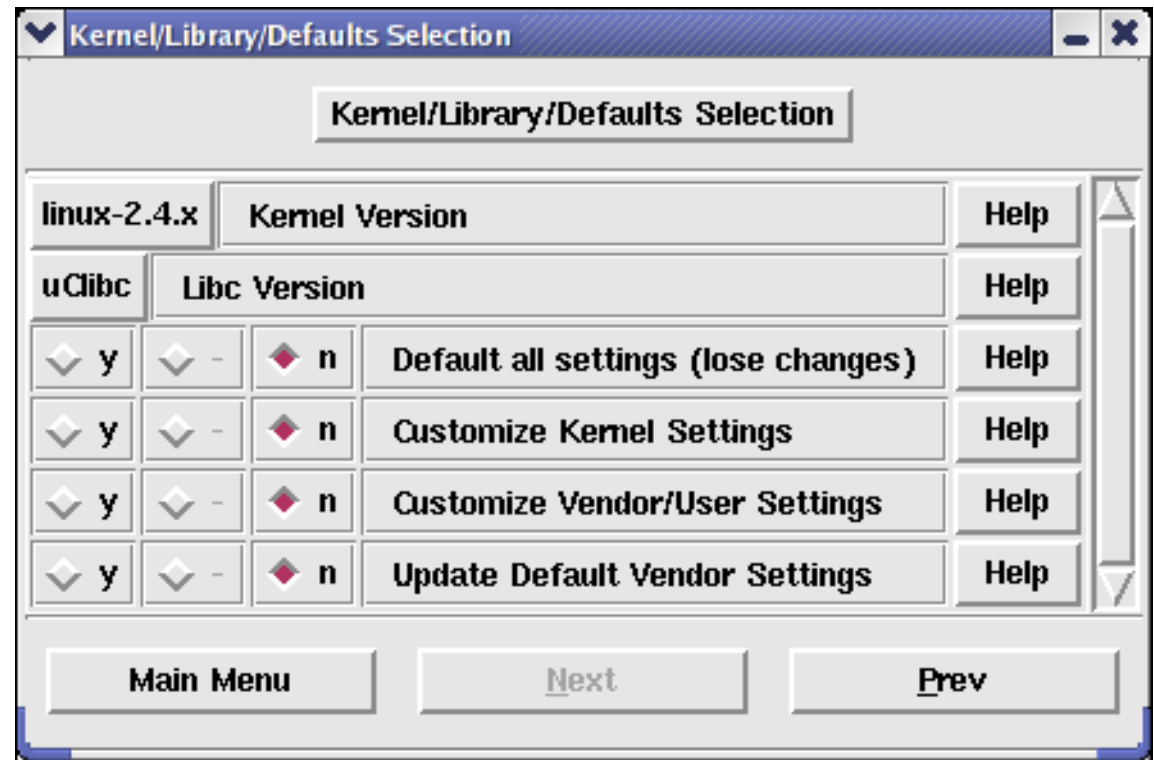 Kernel/Library/Defaults Selection
Kernel/Library/Defaults Selection
linux-2.4.x Kernel Version Help
uClibc Libc Version Help
y - n Default all settings (lose changes) Help
y - n Customize Kernel Settings Help
y - n Customize Vendor/User Settings Help
y - n Update Default Vendor Settings Help
Main Menu Next Prev